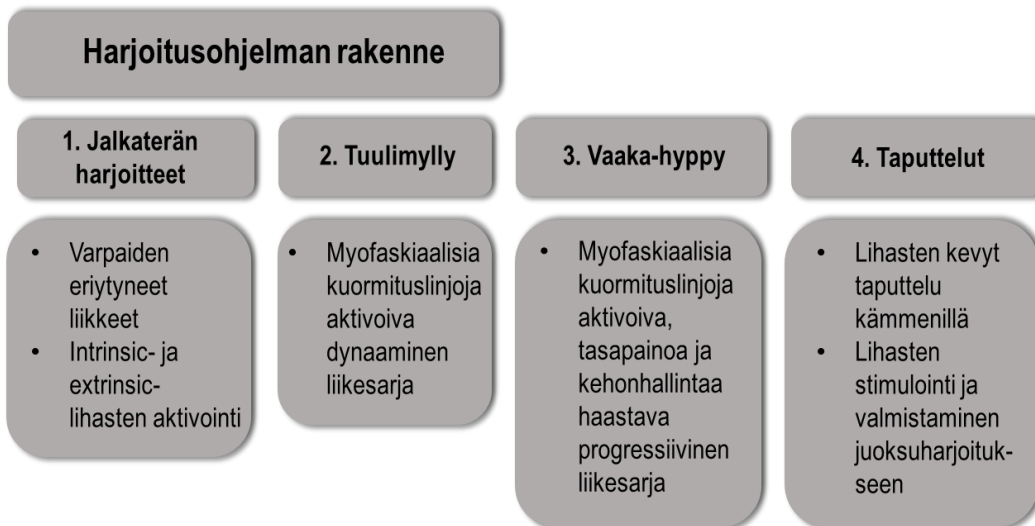 Harjoitusohjelman rakenne
1. Jalkaterän
harjoitteet
• Varpaiden
eriytyneet
liikkeet
• Intrinsic- ja
extrinsic-
lihasten aktivointi
2. Tuulimylly
• Myofaskiaalisia
kuormituslinjoja
aktivoiva
dynaaminen
liikesarja
3. Vaaka-hyppy
• Myofaskiaalisia
kuormituslinjoja
aktivoiva,
tasapainoa ja
kehonhallintaa
haastava
progressiivinen
liikesarja
4. Taputtelut
• Lihasten kevyt
taputtelu
kämmenillä
• Lihasten
stimulointi ja
valmistaminen
juoksuharjoituk-
seen